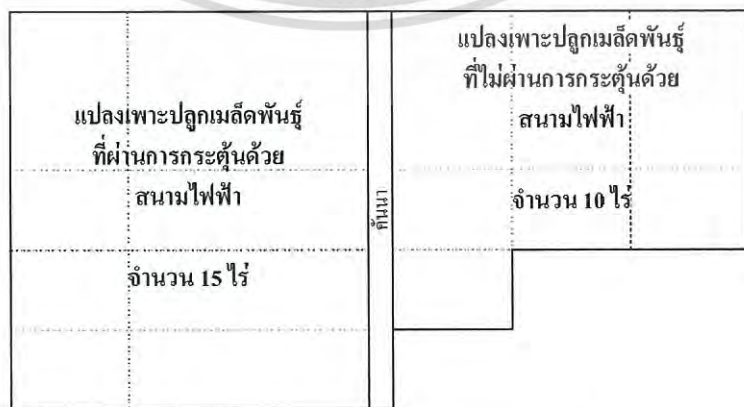 แปลงเพาะปลูกเมล็ดพันธุ์
ที่ผ่านการกระตุ้นด้วย
สนามไฟฟ้า
จำนวน 15 ไร่
คันนา
แปลงเพาะปลูกเมล็ดพันธุ์
ที่ไม่ผ่านการกระตุ้นด้วย
สนามไฟฟ้า
จำนวน 10 ไร่